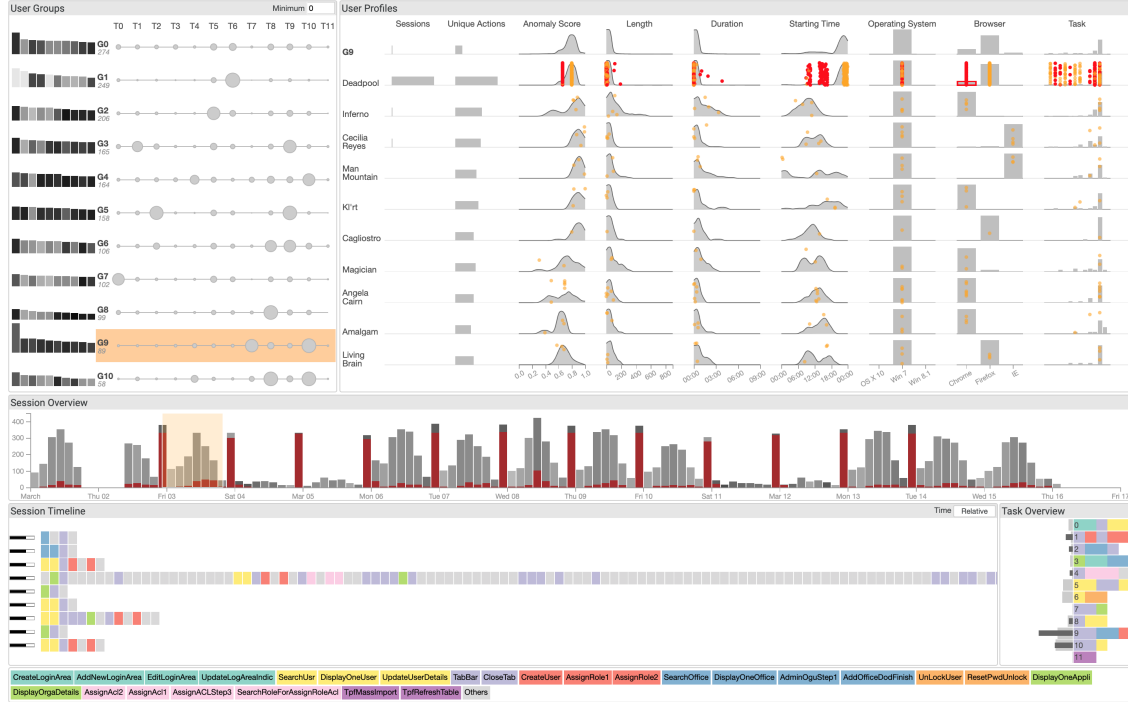 User Groups Minimum 0 User Profiles
Sessions Unique Actions Anomaly Score Length Duration Starting Time Operating System Browser Task
T0 T1 T2 T3 T4 T5 T6 T7 T8 T9 T10 T11
G0
274
G1
249
G2
206
G3
165
G4
164
G5
158
G6
106
G7
102
G8
99
G9
89
G10
58
G9
Deadpool
Inferno
Cecilia
Reyes
Man
Mountain
Kl'rt
Cagliostro
Magician
Angela
Cairn
Amalgam
Living
Brain
0.0 0.2 0.4 0.6 0.8 1.0 0 200 400 600 800 00:00 03:00 06:00 09:00 00:00 06:00 12:00 18:00 00:00 OS X 10 Win 7 Win 8.1 Chrome Firefox IE
Session Overview
400
300
200
100
0
March Thu 02 Fri 03 Sat 04 Mar 05 Mon 06 Tue 07 Wed 08 Thu 09 Fri 10 Sat 11 Mar 12 Mon 13 Tue 14 Wed 15 Thu 16 Fri 17
Session Timeline Time Relative Task Overview
0
1
2
3
4
5
6
7
8
9
10
11
CreateLoginArea AddNewLoginArea EditLoginArea UpdateLogAreaIndic SearchUsr DisplayOneUser UpdateUserDetails TabBar CloseTab CreateUser AssignRole1 AssignRole2 SearchOffice DisplayOneOffice AdminOguStep1 AddOfficeDodFinish UnLockUser ResetPwdUnlock DisplayOneAppli
DisplayOrgaDetails AssignAcl2 AssignAcl1 AssignACLStep3 SearchRoleForAssignRoleAcl TpfMassImport TpfRefreshTable Others